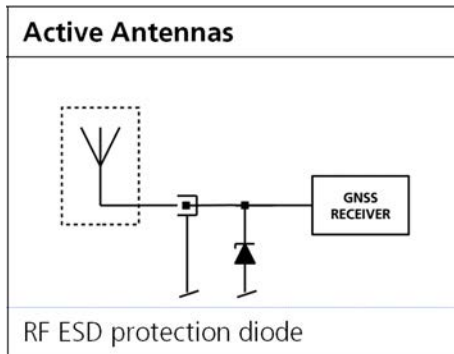 Active Antennas
GNSS
RECEIVER
RF ESD protection diode